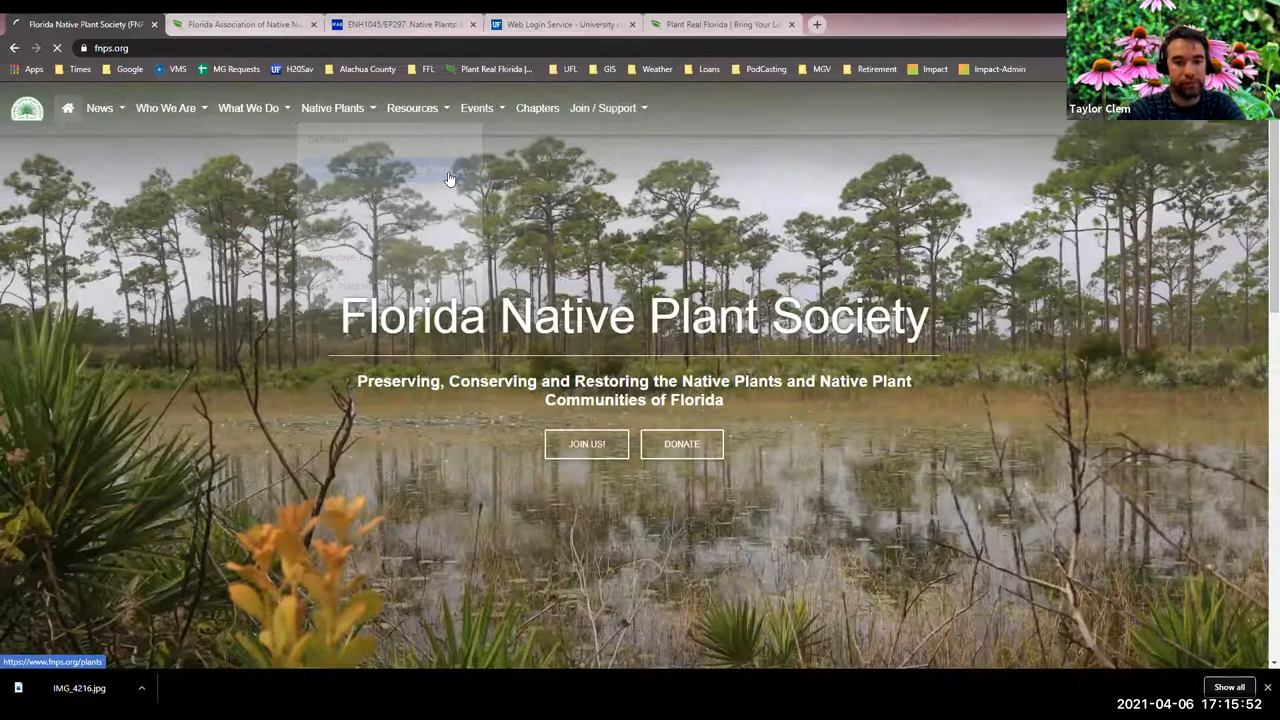 Florida Native Plant Society (FNP
Florida Association of Native Nu
ENH1045/EP297: Native Plants:
Web Login Service - University o
Plant Real Florida | Bring Your L
fnps.org
Apps
Times
Google
VMS
MG Requests
H20Sav
Alachua County
FFL
Plant Real Florida |...
UFL
GIS
Weather
Loans
PodCasting
MGV
Retirement
Impact
Impact-Admin
Taylor Clem
News
Who We Are
What We Do
Native Plants
Resources
Events
Chapters
Join / Support
Florida Native Plant Society
Preserving, Conserving and Restoring the Native Plants and Native Plant
Communities of Florida
JOIN US!
DONATE
https://www.fnps.org/plants
IMG_4216.jpg
Show all
2021-04-06 17:15:52